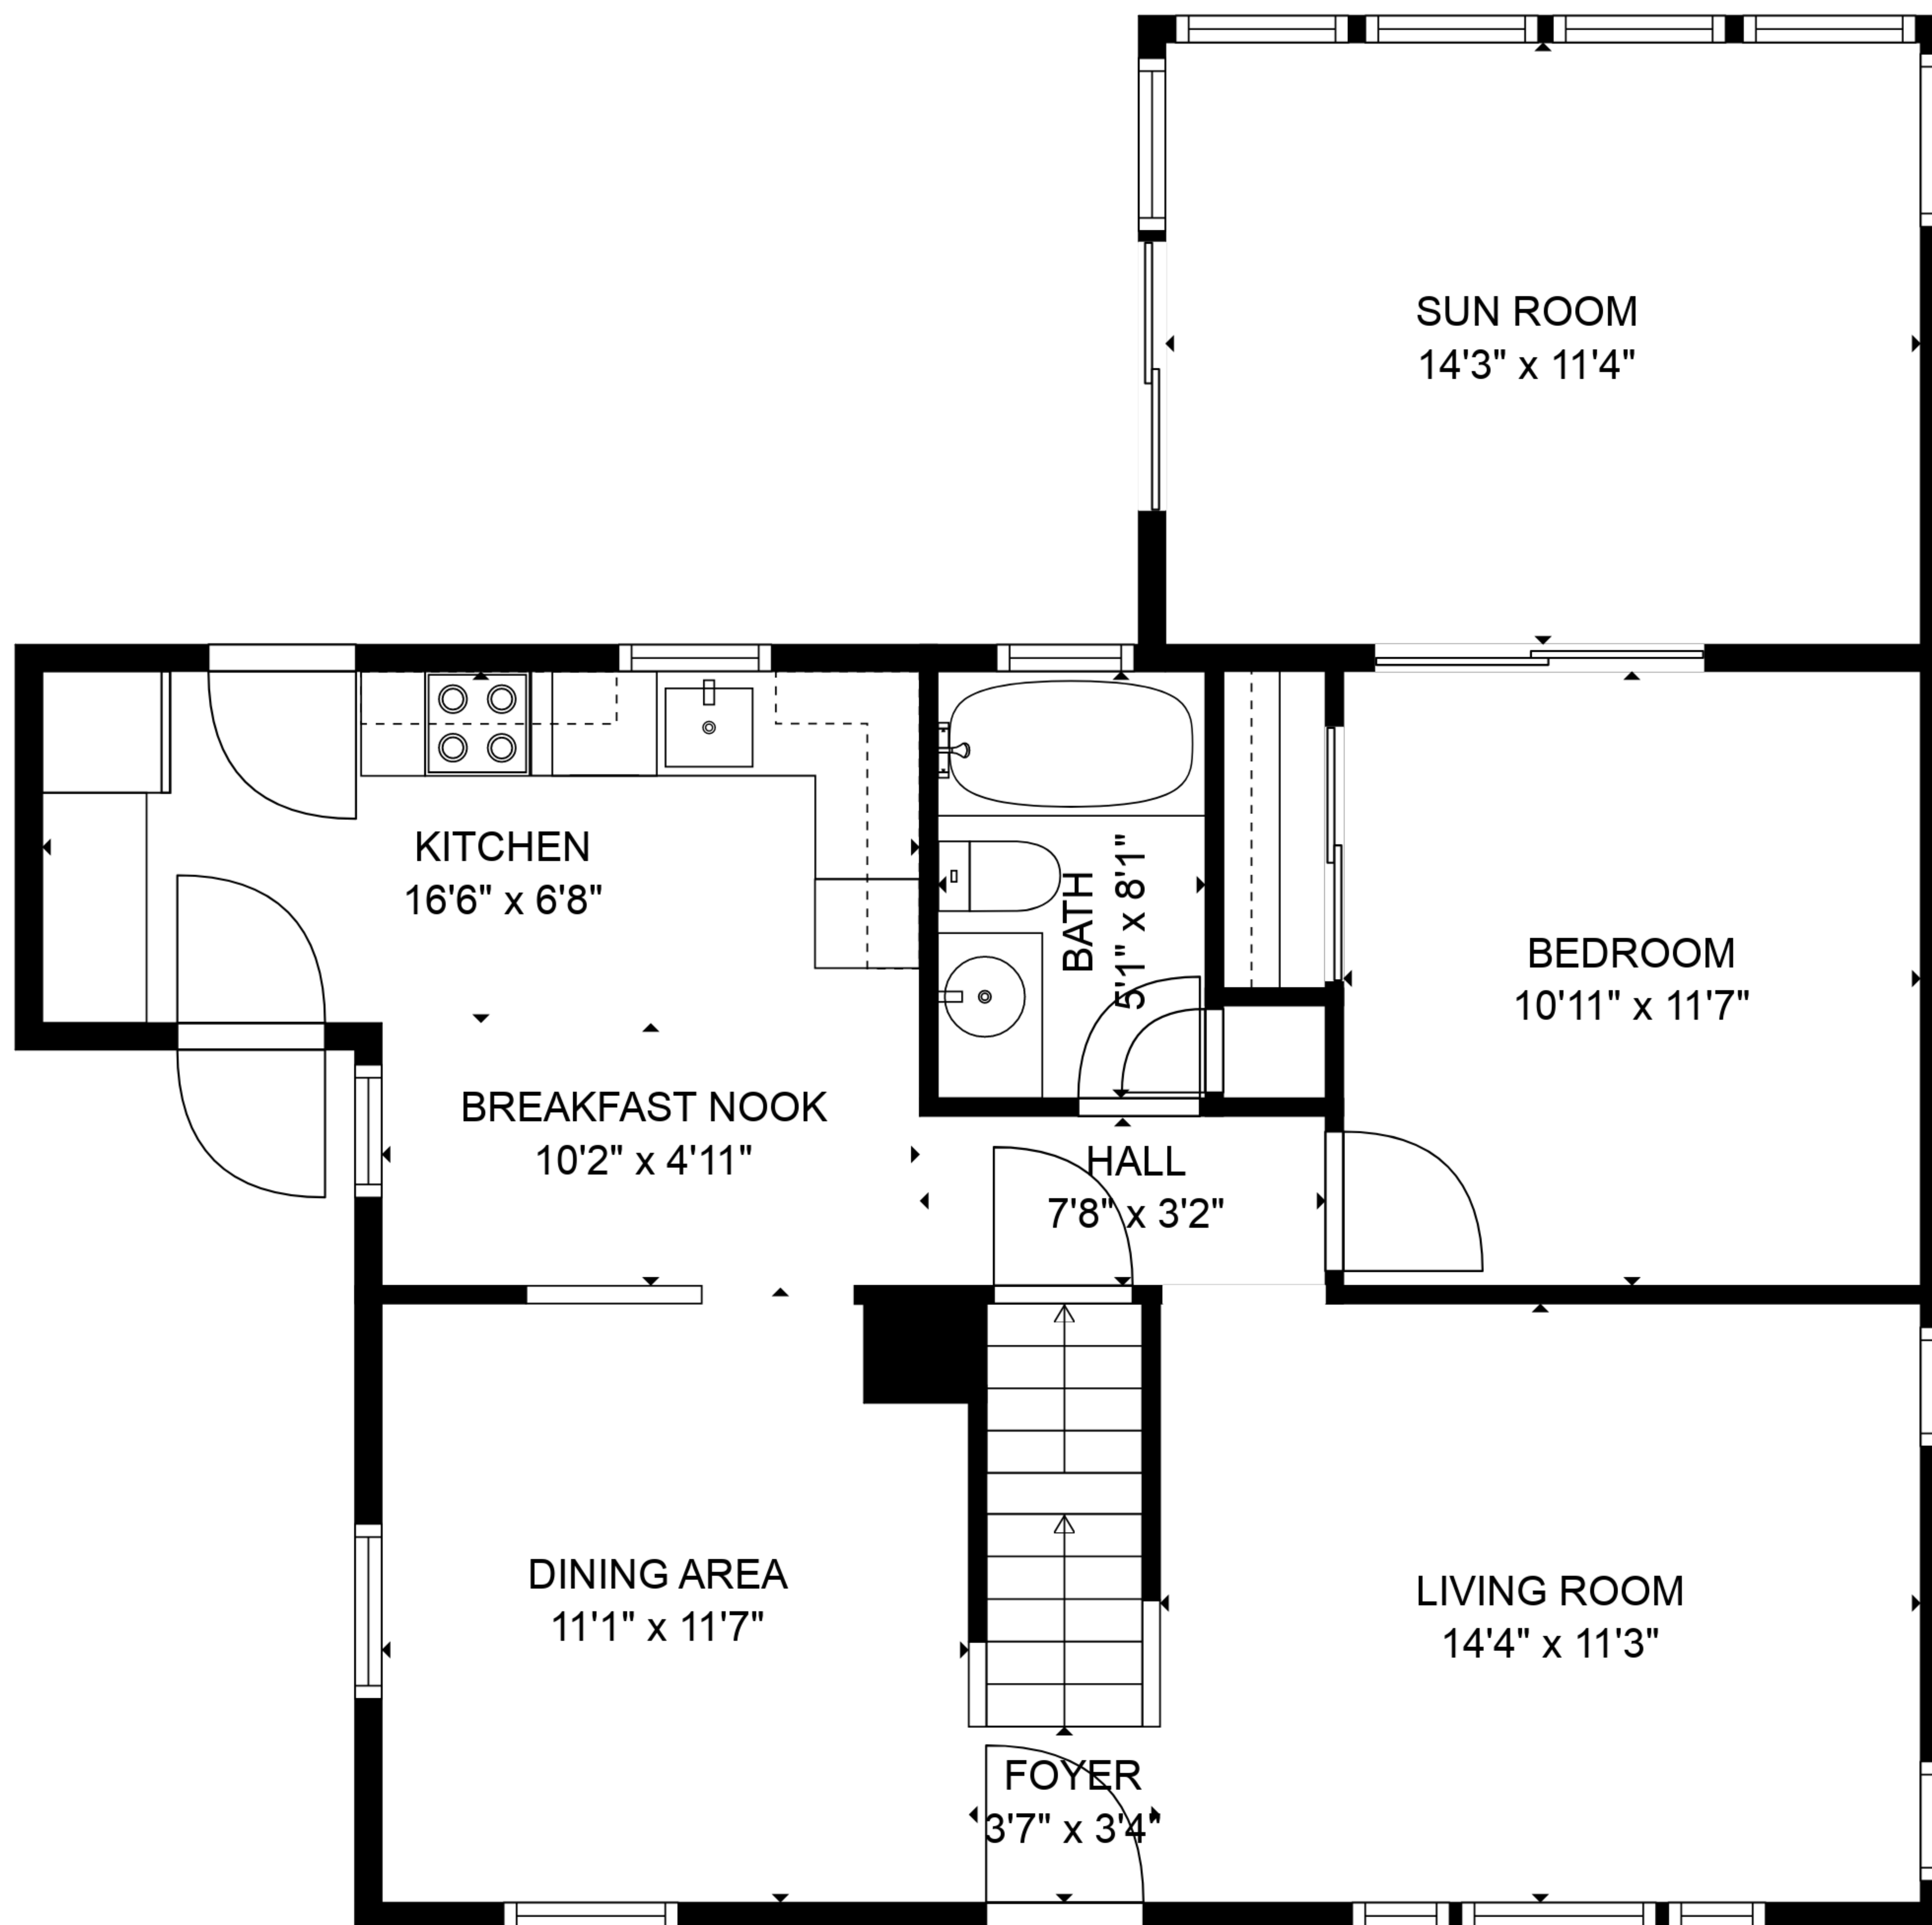 SUN ROOM
14'3" x 11'4"
KITCHEN
16'6" x 6'8"
BATH
5'1" x 8'1"
BEDROOM
10'11" x 11'7"
BREAKFAST NOOK
10'2" x 4'11"
HALL
7'8" x 3'2"
DINING AREA
11'1" x 11'7"
LIVING ROOM
14'4" x 11'3"
FOYER
3'7" x 3'4"